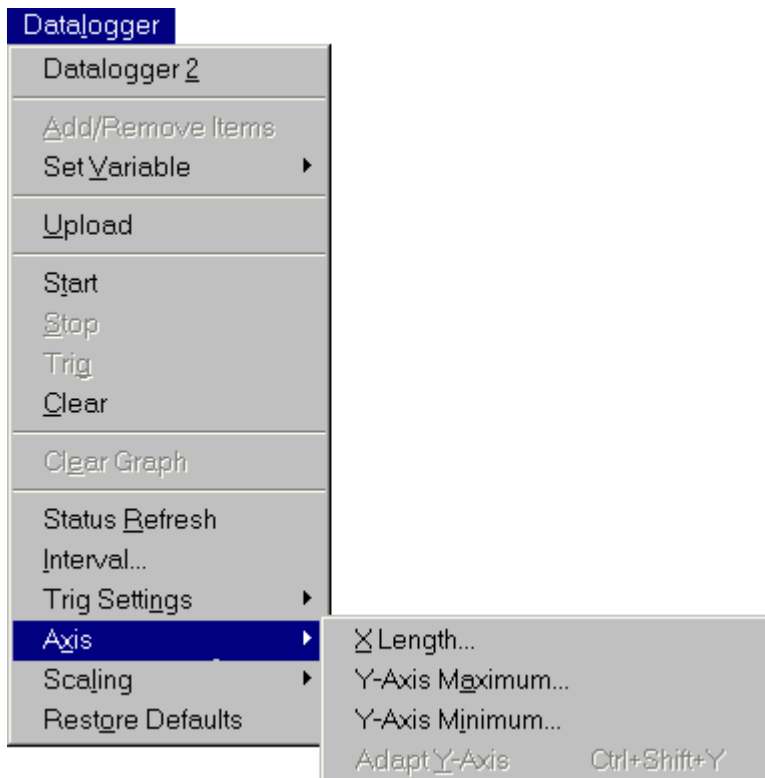 Datalogger
Datalogger 2
Add/Remove Items
Set Variable
Upload
Start
Stop
Trig
Clear
Clear Graph
Status Refresh
Interval...
Trig Settings
Axis
Scaling
Restore Defaults
X Length...
Y-Axis Maximum...
Y-Axis Minimum...
Adapt Y-Axis Ctrl+Shift+Y